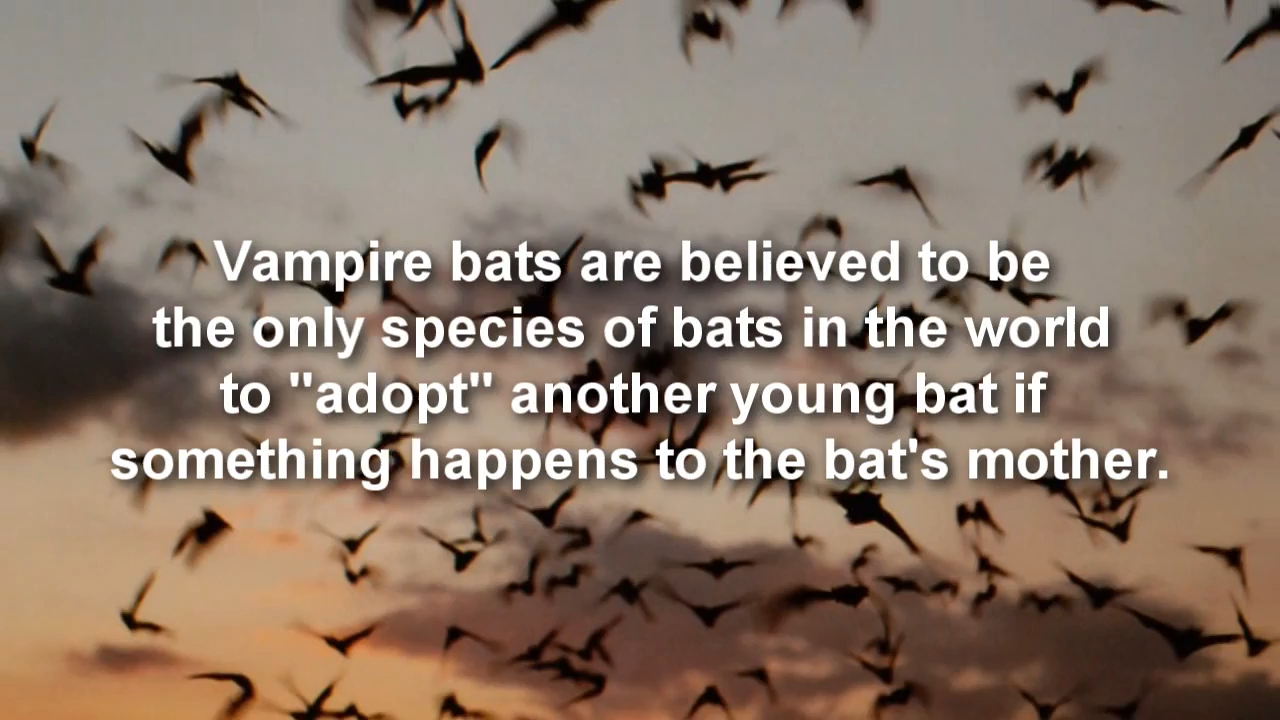 Vampire bats are believed to be
the only species of bats in the world
to "adopt" another young bat if
something happens to the bat's mother.